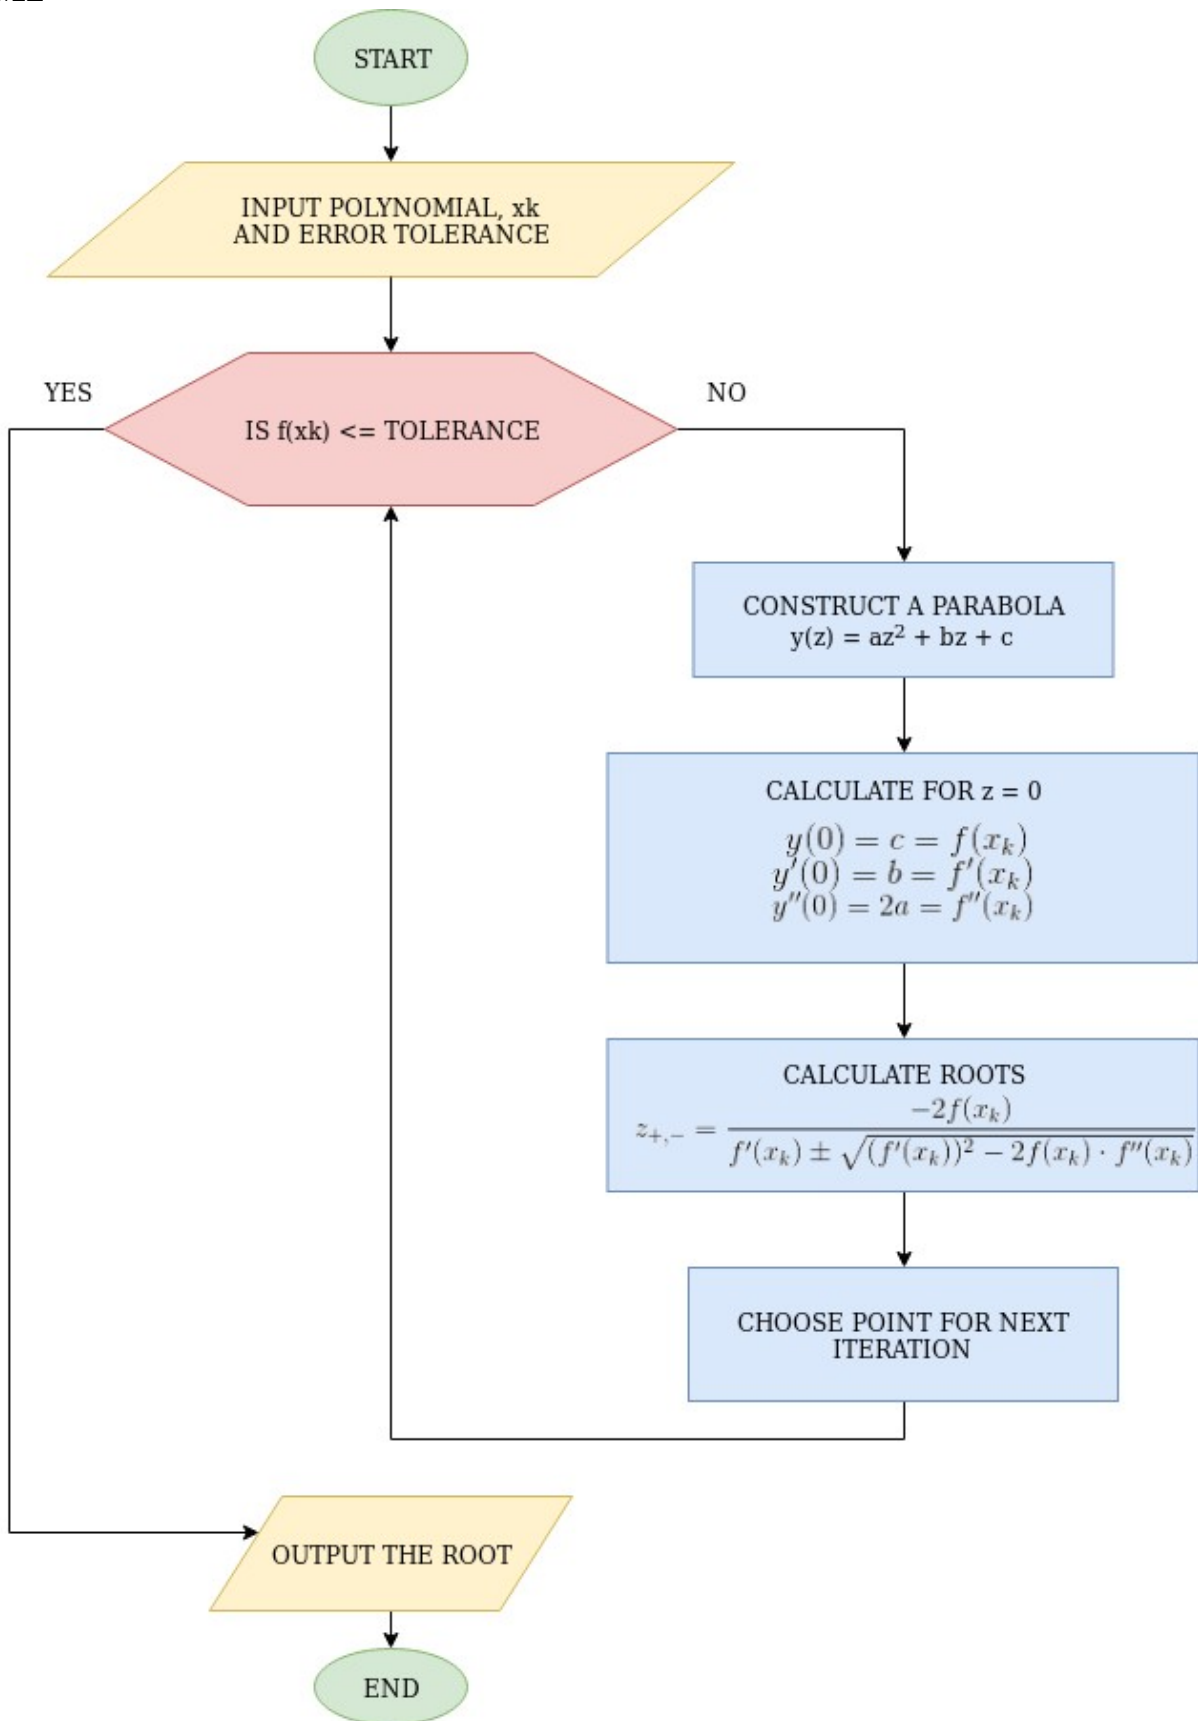 START
INPUT POLYNOMIAL, xk
AND ERROR TOLERANCE
YES
NO
IS f(xk) <= TOLERANCE
CONSTRUCT A PARABOLA
y(z) = az² + bz + c
CALCULATE FOR z = 0
y(0) = c = f(x_k)
y'(0) = b = f'(x_k)
y''(0) = 2a = f''(x_k)
CALCULATE ROOTS
z_{+,-} = \frac{-2f(x_k)}{f'(x_k) ± \sqrt{(f'(x_k))^2 - 2f(x_k) · f''(x_k)}}
CHOOSE POINT FOR NEXT
ITERATION
OUTPUT THE ROOT
END